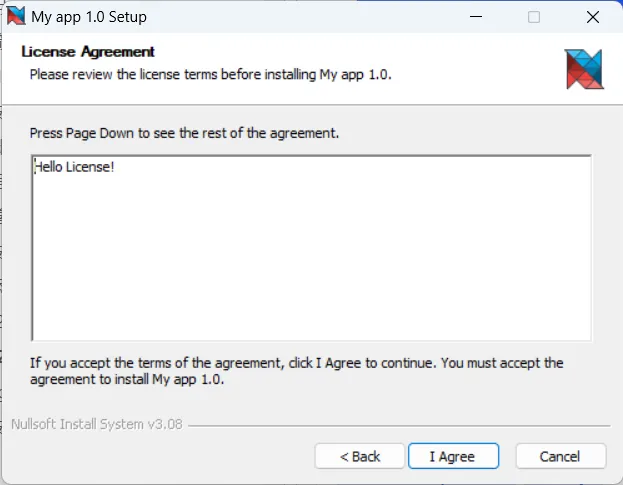 My app 1.0 Setup
License Agreement
Please review the license terms before installing My app 1.0.
Press Page Down to see the rest of the agreement.
Hello License!
If you accept the terms of the agreement, click I Agree to continue. You must accept the
agreement to install My app 1.0.
Nullsoft Install System v3.08
< Back
I Agree
Cancel